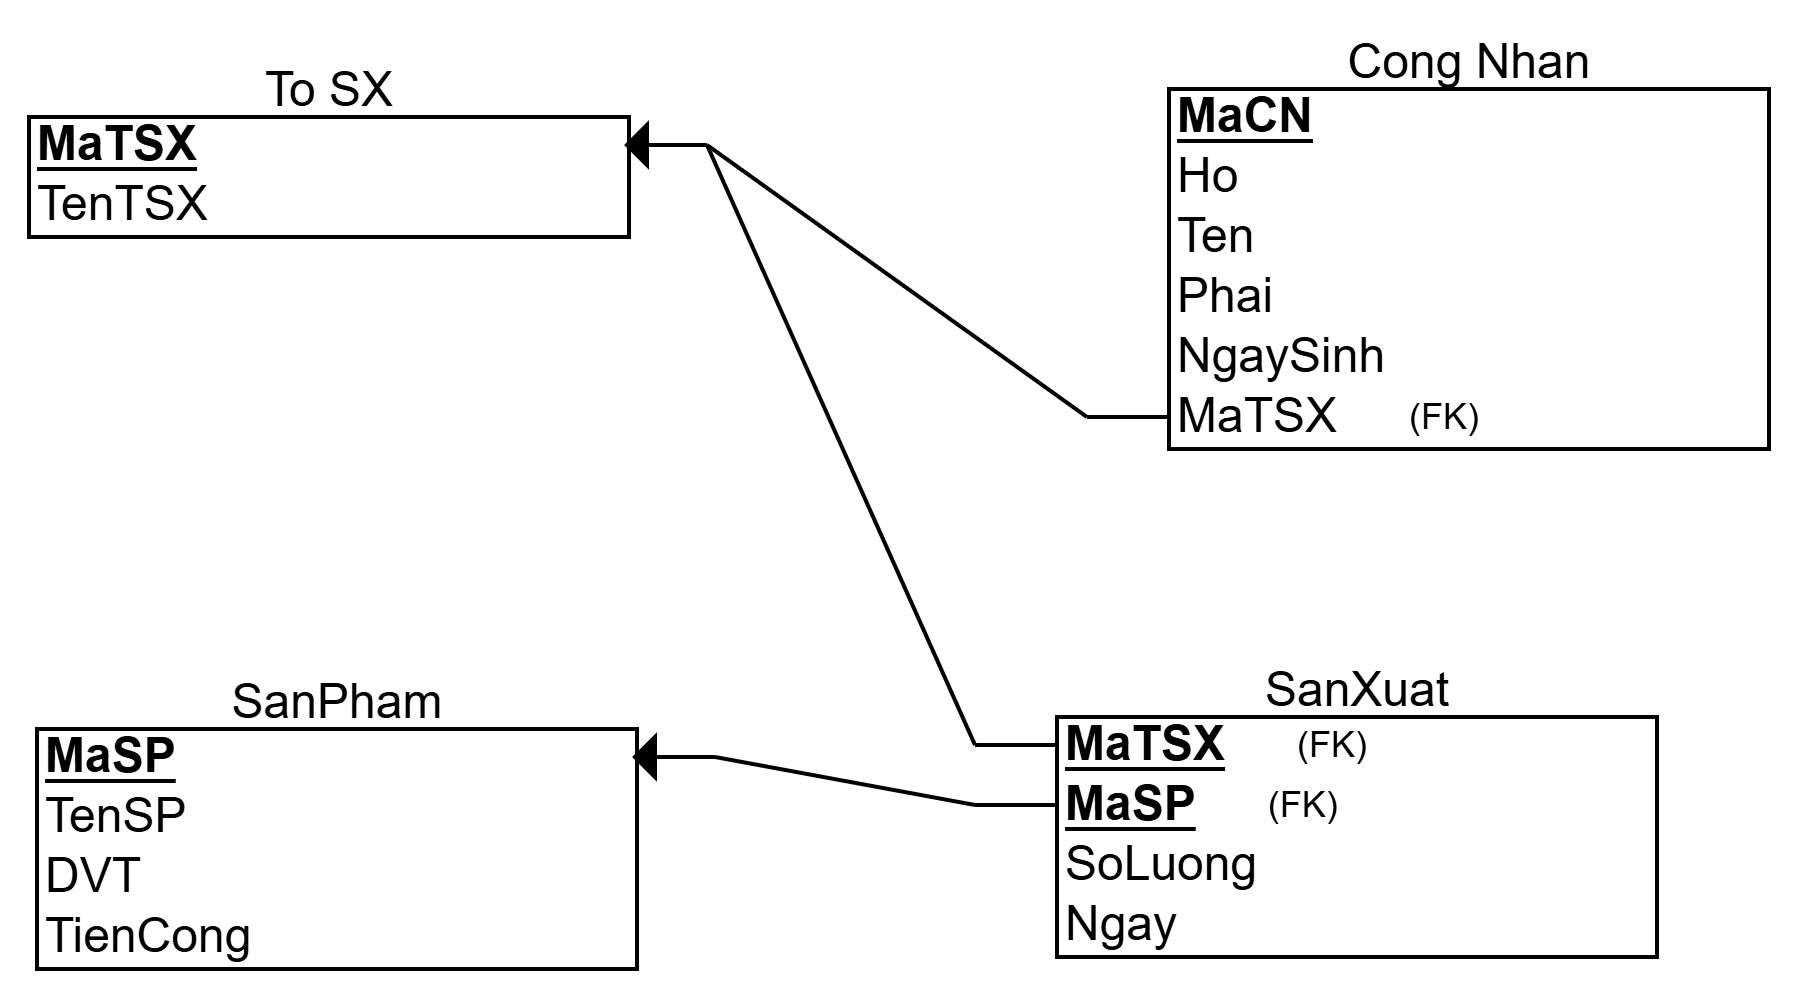 To SX
MaTSX
TenTSX
Cong Nhan
MaCN
Ho
Ten
Phai
NgaySinh
MaTSX (FK)
SanPham
MaSP
TenSP
DVT
TienCong
SanXuat
MaTSX (FK)
MaSP (FK)
SoLuong
Ngay